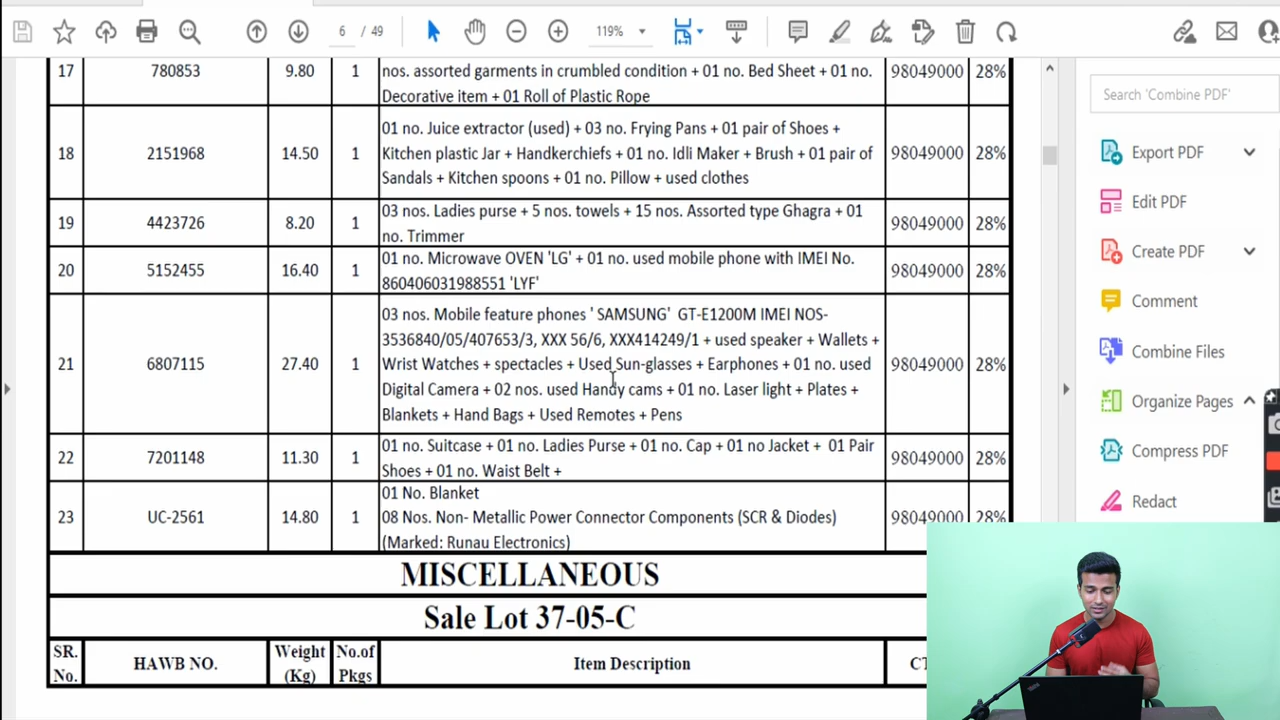 6 / 49
119%
Search 'Combine PDF'
17 780853 9.80 1 nos. assorted garments in crumbled condition + 01 no. Bed Sheet + 01 no. 98049000 28%
Decorative item + 01 Roll of Plastic Rope
01 no. Juice extractor (used) + 03 no. Frying Pans + 01 pair of Shoes +
18 2151968 14.50 1 Kitchen plastic Jar + Handkerchiefs + 01 no. Idli Maker + Brush + 01 pair of 98049000 28%
Sandals + Kitchen spoons + 01 no. Pillow + used clothes
03 nos. Ladies purse + 5 nos. towels + 15 nos. Assorted type Ghagra + 01
19 4423726 8.20 1 98049000 28%
no. Trimmer
01 no. Microwave OVEN 'LG' + 01 no. used mobile phone with IMEI No.
20 5152455 16.40 1 98049000 28%
860406031988551 'LYF'
03 nos. Mobile feature phones ' SAMSUNG' GT-E1200M IMEI NOS-
3536840/05/407653/3, XXX 56/6, XXX414249/1 + used speaker + Wallets +
21 6807115 27.40 1 Wrist Watches + spectacles + Used Sun-glasses + Earphones + 01 no. used 98049000 28%
Digital Camera + 02 nos. used Handy cams + 01 no. Laser light + Plates +
Blankets + Hand Bags + Used Remotes + Pens
01 no. Suitcase + 01 no. Ladies Purse + 01 no. Cap + 01 no Jacket + 01 Pair
22 7201148 11.30 1 98049000 28%
Shoes + 01 no. Waist Belt +
01 No. Blanket
23 UC-2561 14.80 1 08 Nos. Non- Metallic Power Connector Components (SCR & Diodes) 98049000 28%
(Marked: Runau Electronics)
MISCELLANEOUS
Sale Lot 37-05-C
SR. No. HAWB NO. Weight (Kg) No.of Pkgs Item Description
Export PDF
Edit PDF
Create PDF
Comment
Combine Files
Organize Pages
Compress PDF
Redact